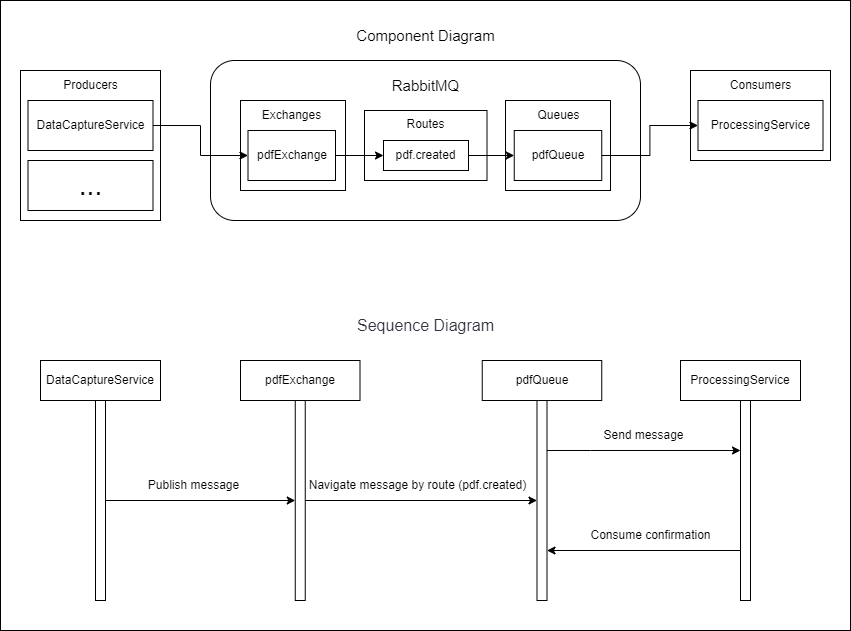 Component Diagram
Producers
DataCaptureService
...
RabbitMQ
Exchanges
pdfExchange
Routes
pdf.created
Queues
pdfQueue
Consumers
ProcessingService
Sequence Diagram
DataCaptureService
pdfExchange
pdfQueue
ProcessingService
Send message
Publish message
Navigate message by route (pdf.created)
Consume confirmation